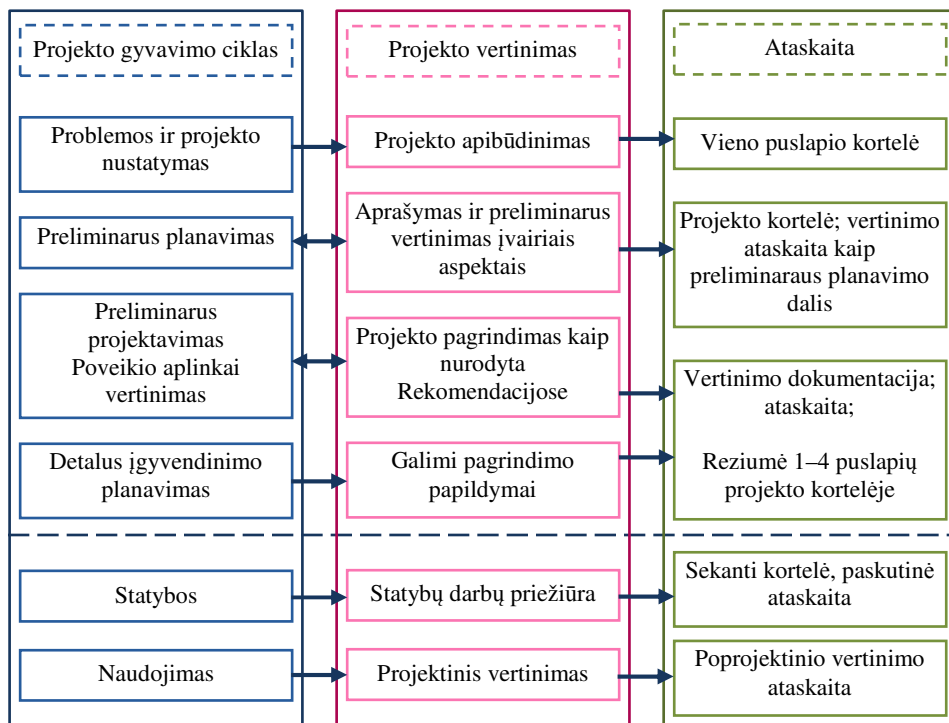 Projekto gyvavimo ciklas
Projekto vertinimas
Ataskaita
Problemos ir projekto
nustatymas
Projekto apibūdinimas
Vieno puslapio kortelė
Preliminarus planavimas
Aprašymas ir preliminarus
vertinimas įvairiais
aspektais
Projekto kortelė; vertinimo
ataskaita kaip
preliminaraus planavimo
dalis
Preliminarus
projektavimas
Poveikio aplinkai
vertinimas
Projekto pagrindimas kaip
nurodyta
Rekomendacijose
Vertinimo dokumentacija;
ataskaita;
Reziumė 1–4 puslapių
projekto kortelėje
Detalus įgyvendinimo
planavimas
Galimi pagrindimo
papildymai
Statybos
Statybų darbų priežiūra
Sekanti kortelė, paskutinė
ataskaita
Naudojimas
Projektinis vertinimas
Poprojektinio vertinimo
ataskaita